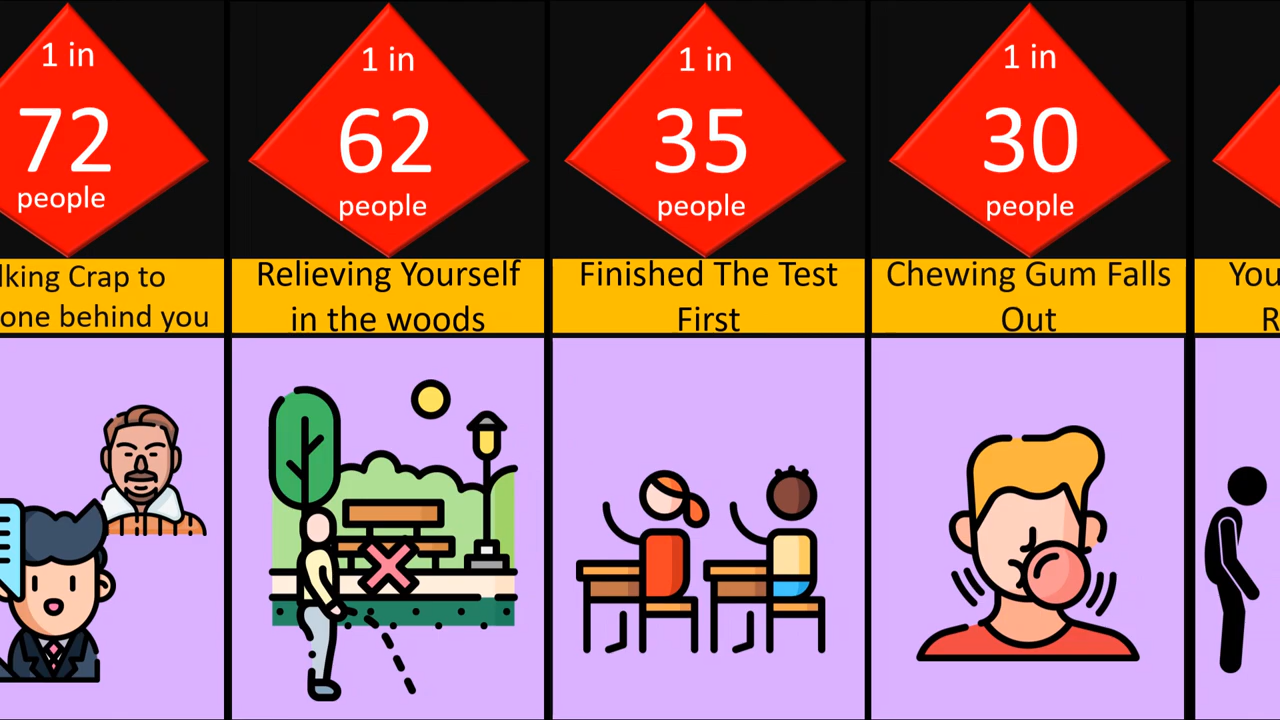 1 in
72
people
lking Crap to
one behind you
1 in
62
people
Relieving Yourself
in the woods
1 in
35
people
Finished The Test
First
1 in
30
people
Chewing Gum Falls
Out
You
R